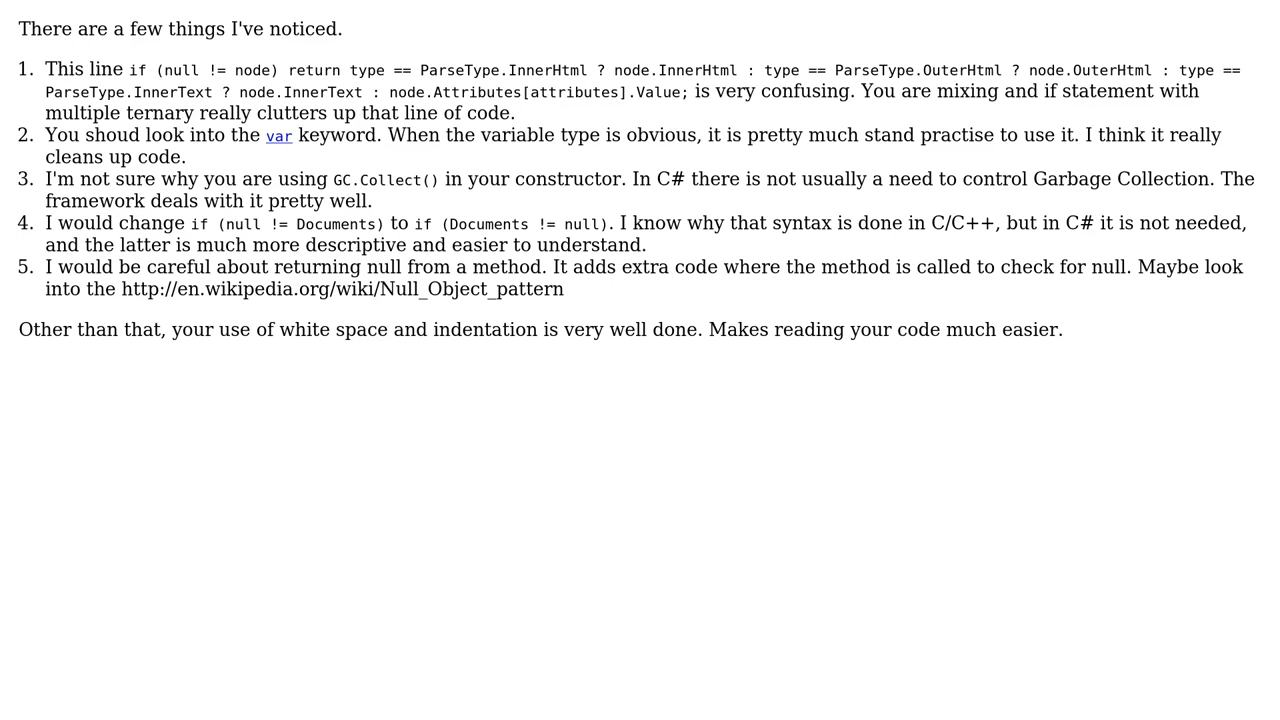 There are a few things I've noticed.
1. This line if (null != node) return type == ParseType.InnerHtml ? node.InnerHtml : type == ParseType.OuterHtml ? node.OuterHtml : type ==
ParseType.InnerText ? node.InnerText : node.Attributes[attributes].Value; is very confusing. You are mixing and if statement with
multiple ternary really clutters up that line of code.
2. You shoud look into the var keyword. When the variable type is obvious, it is pretty much stand practise to use it. I think it really
cleans up code.
3. I'm not sure why you are using GC.Collect() in your constructor. In C# there is not usually a need to control Garbage Collection. The
framework deals with it pretty well.
4. I would change if (null != Documents) to if (Documents != null). I know why that syntax is done in C/C++, but in C# it is not needed,
and the latter is much more descriptive and easier to understand.
5. I would be careful about returning null from a method. It adds extra code where the method is called to check for null. Maybe look
into the http://en.wikipedia.org/wiki/Null_Object_pattern
Other than that, your use of white space and indentation is very well done. Makes reading your code much easier.